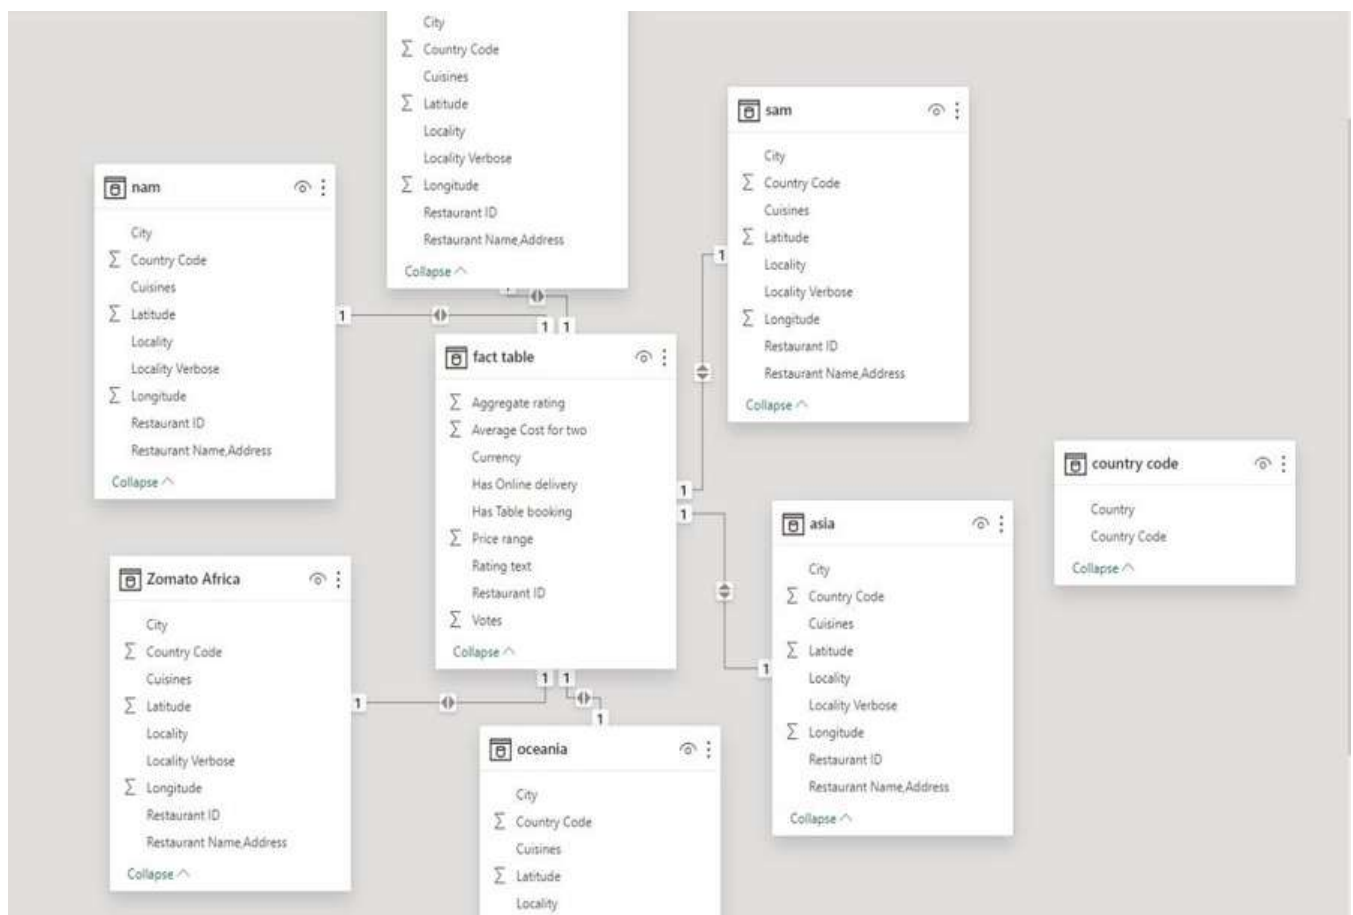 City
Σ Country Code
Cuisines
Σ Latitude
Locality
Locality Verbose
Σ Longitude
Restaurant ID
Restaurant Name,Address
Collapse
nam
City
Σ Country Code
Cuisines
Σ Latitude
Locality
Locality Verbose
Σ Longitude
Restaurant ID
Restaurant Name,Address
Collapse
1
1 1
fact table
Σ Aggregate rating
Σ Average Cost for two
Currency
Has Online delivery
Has Table booking
Σ Price range
Rating text
Restaurant ID
Σ Votes
Collapse
1
1
1 1
sam
City
Σ Country Code
Cuisines
Σ Latitude
Locality
Locality Verbose
Σ Longitude
Restaurant ID
Restaurant Name,Address
Collapse
1
asia
City
Σ Country Code
Cuisines
Σ Latitude
Locality
Locality Verbose
Σ Longitude
Restaurant ID
Restaurant Name,Address
Collapse
1
country code
Country
Country Code
Collapse
Zomato Africa
City
Σ Country Code
Cuisines
Σ Latitude
Locality
Locality Verbose
Σ Longitude
Restaurant ID
Restaurant Name,Address
Collapse
1
1
oceania
City
Σ Country Code
Cuisines
Σ Latitude
Locality